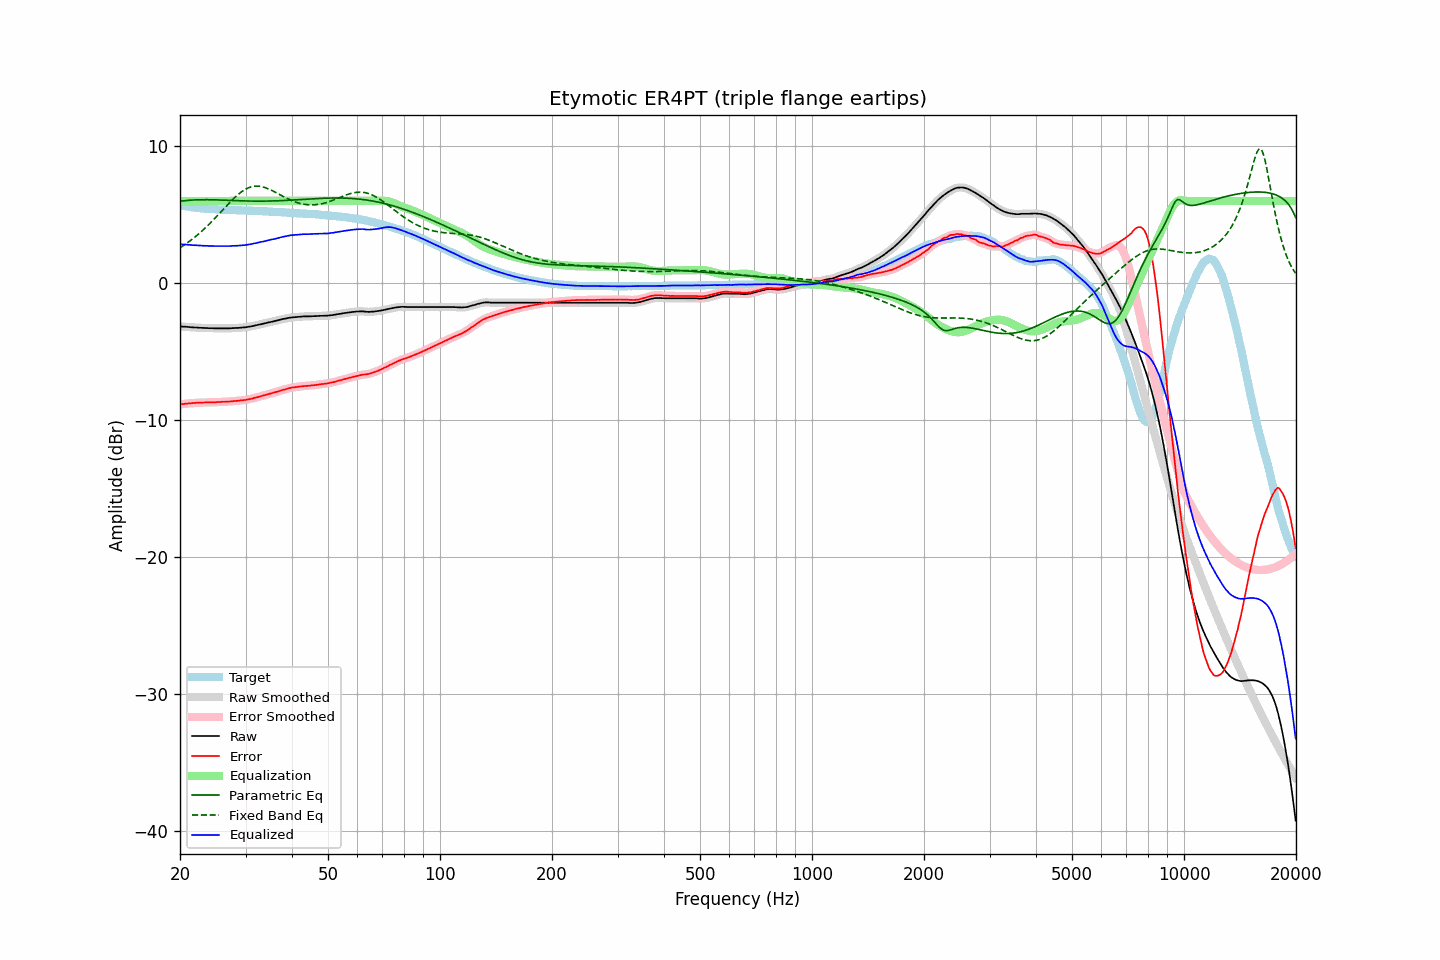 Etymotic ER4PT (triple flange eartips)
10
0
−10
−20
−30
−40
Amplitude (dBr)
Target
Raw Smoothed
Error Smoothed
Raw
Error
Equalization
Parametric Eq
Fixed Band Eq
Equalized
20 50 100 200 500 1000 2000 5000 10000 20000
Frequency (Hz)